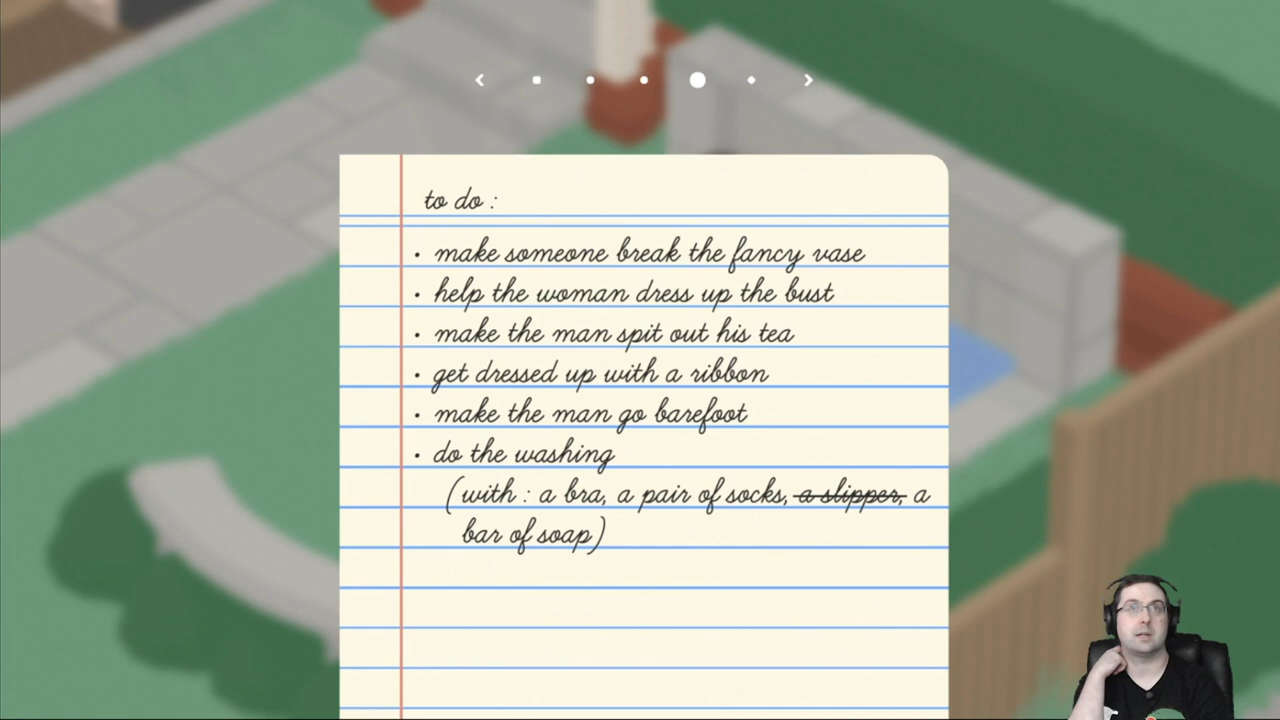 to do :
• make someone break the fancy vase
• help the woman dress up the bust
• make the man spit out his tea
• get dressed up with a ribbon
• make the man go barefoot
• do the washing
(with : a bra, a pair of socks, a slipper, a
bar of soap)